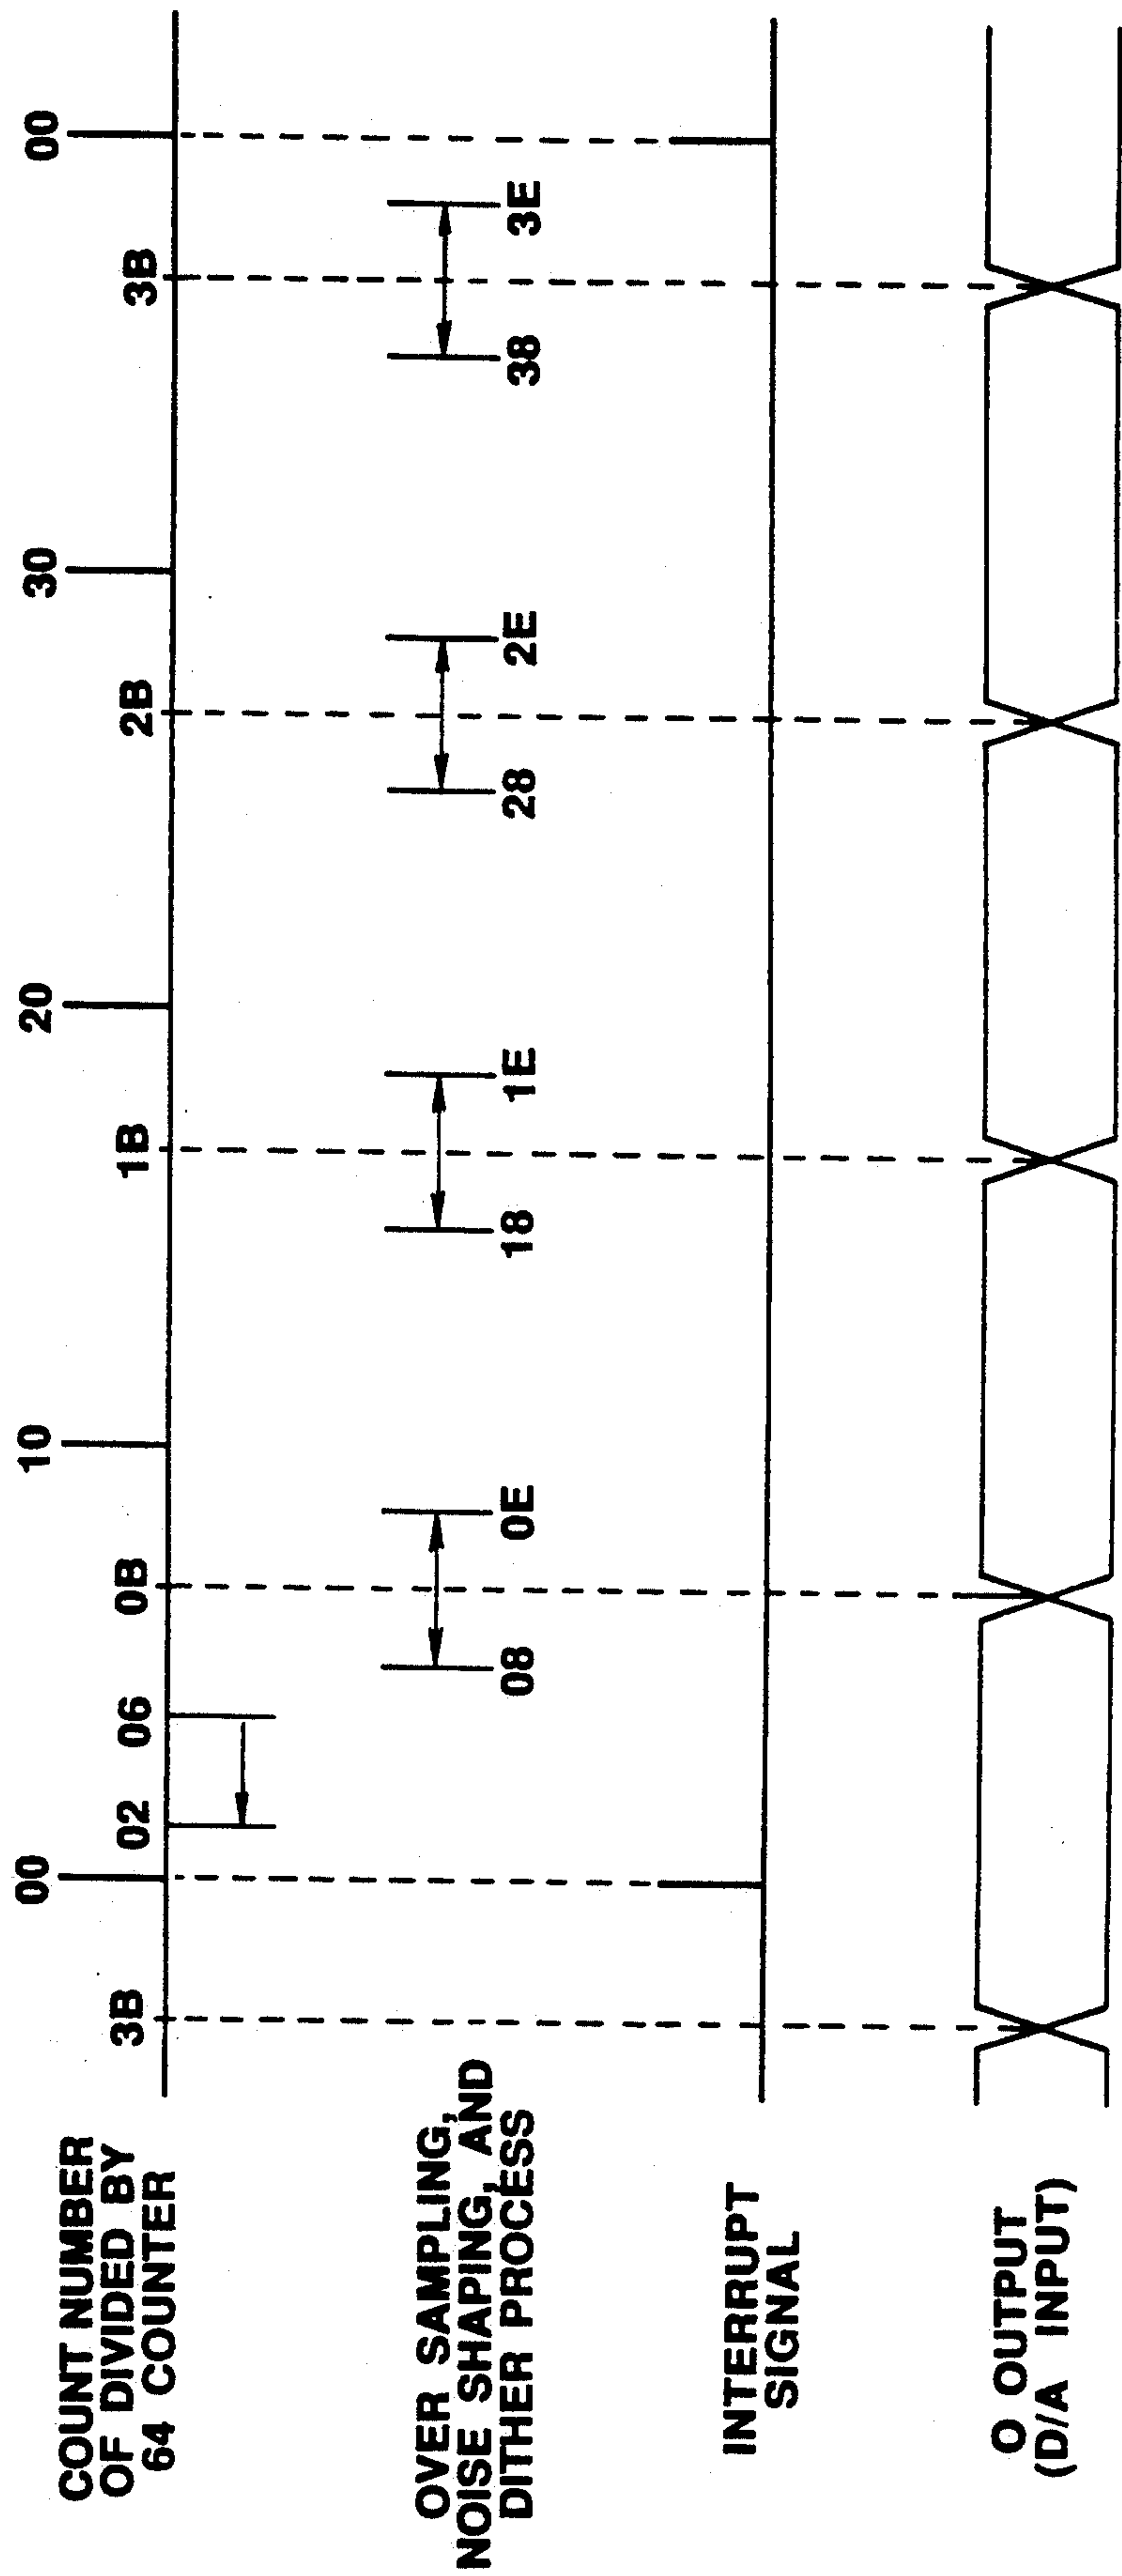 COUNT NUMBER
OF DIVIDED BY
64 COUNTER
3B
00
02
06
0B
10
1B
20
2B
30
3B
00
OVER SAMPLING,
NOISE SHAPING, AND
DITHER PROCESS
08
0E
18
1E
28
2E
38
3E
INTERRUPT
SIGNAL
O OUTPUT
(D/A INPUT)